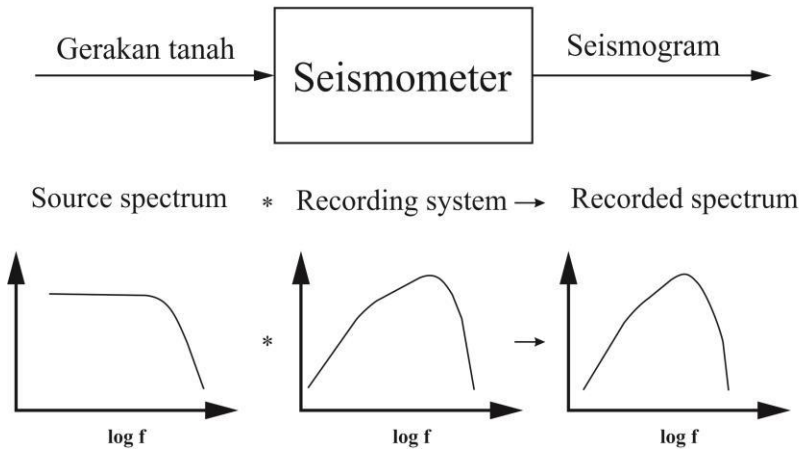 Gerakan tanah
Seismometer
Seismogram
Source spectrum * Recording system → Recorded spectrum
* →
log f
log f
log f